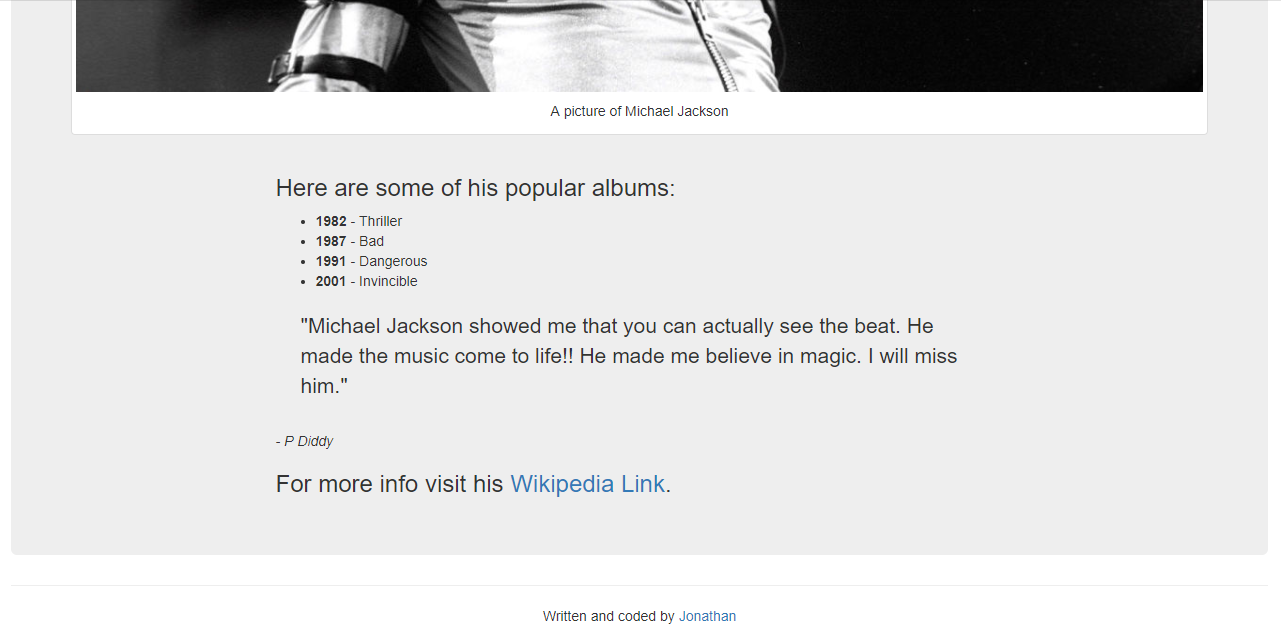 A picture of Michael Jackson
Here are some of his popular albums:
• 1982 - Thriller
• 1987 - Bad
• 1991 - Dangerous
• 2001 - Invincible
"Michael Jackson showed me that you can actually see the beat. He
made the music come to life!! He made me believe in magic. I will miss
him."
- P Diddy
For more info visit his Wikipedia Link.
Written and coded by Jonathan